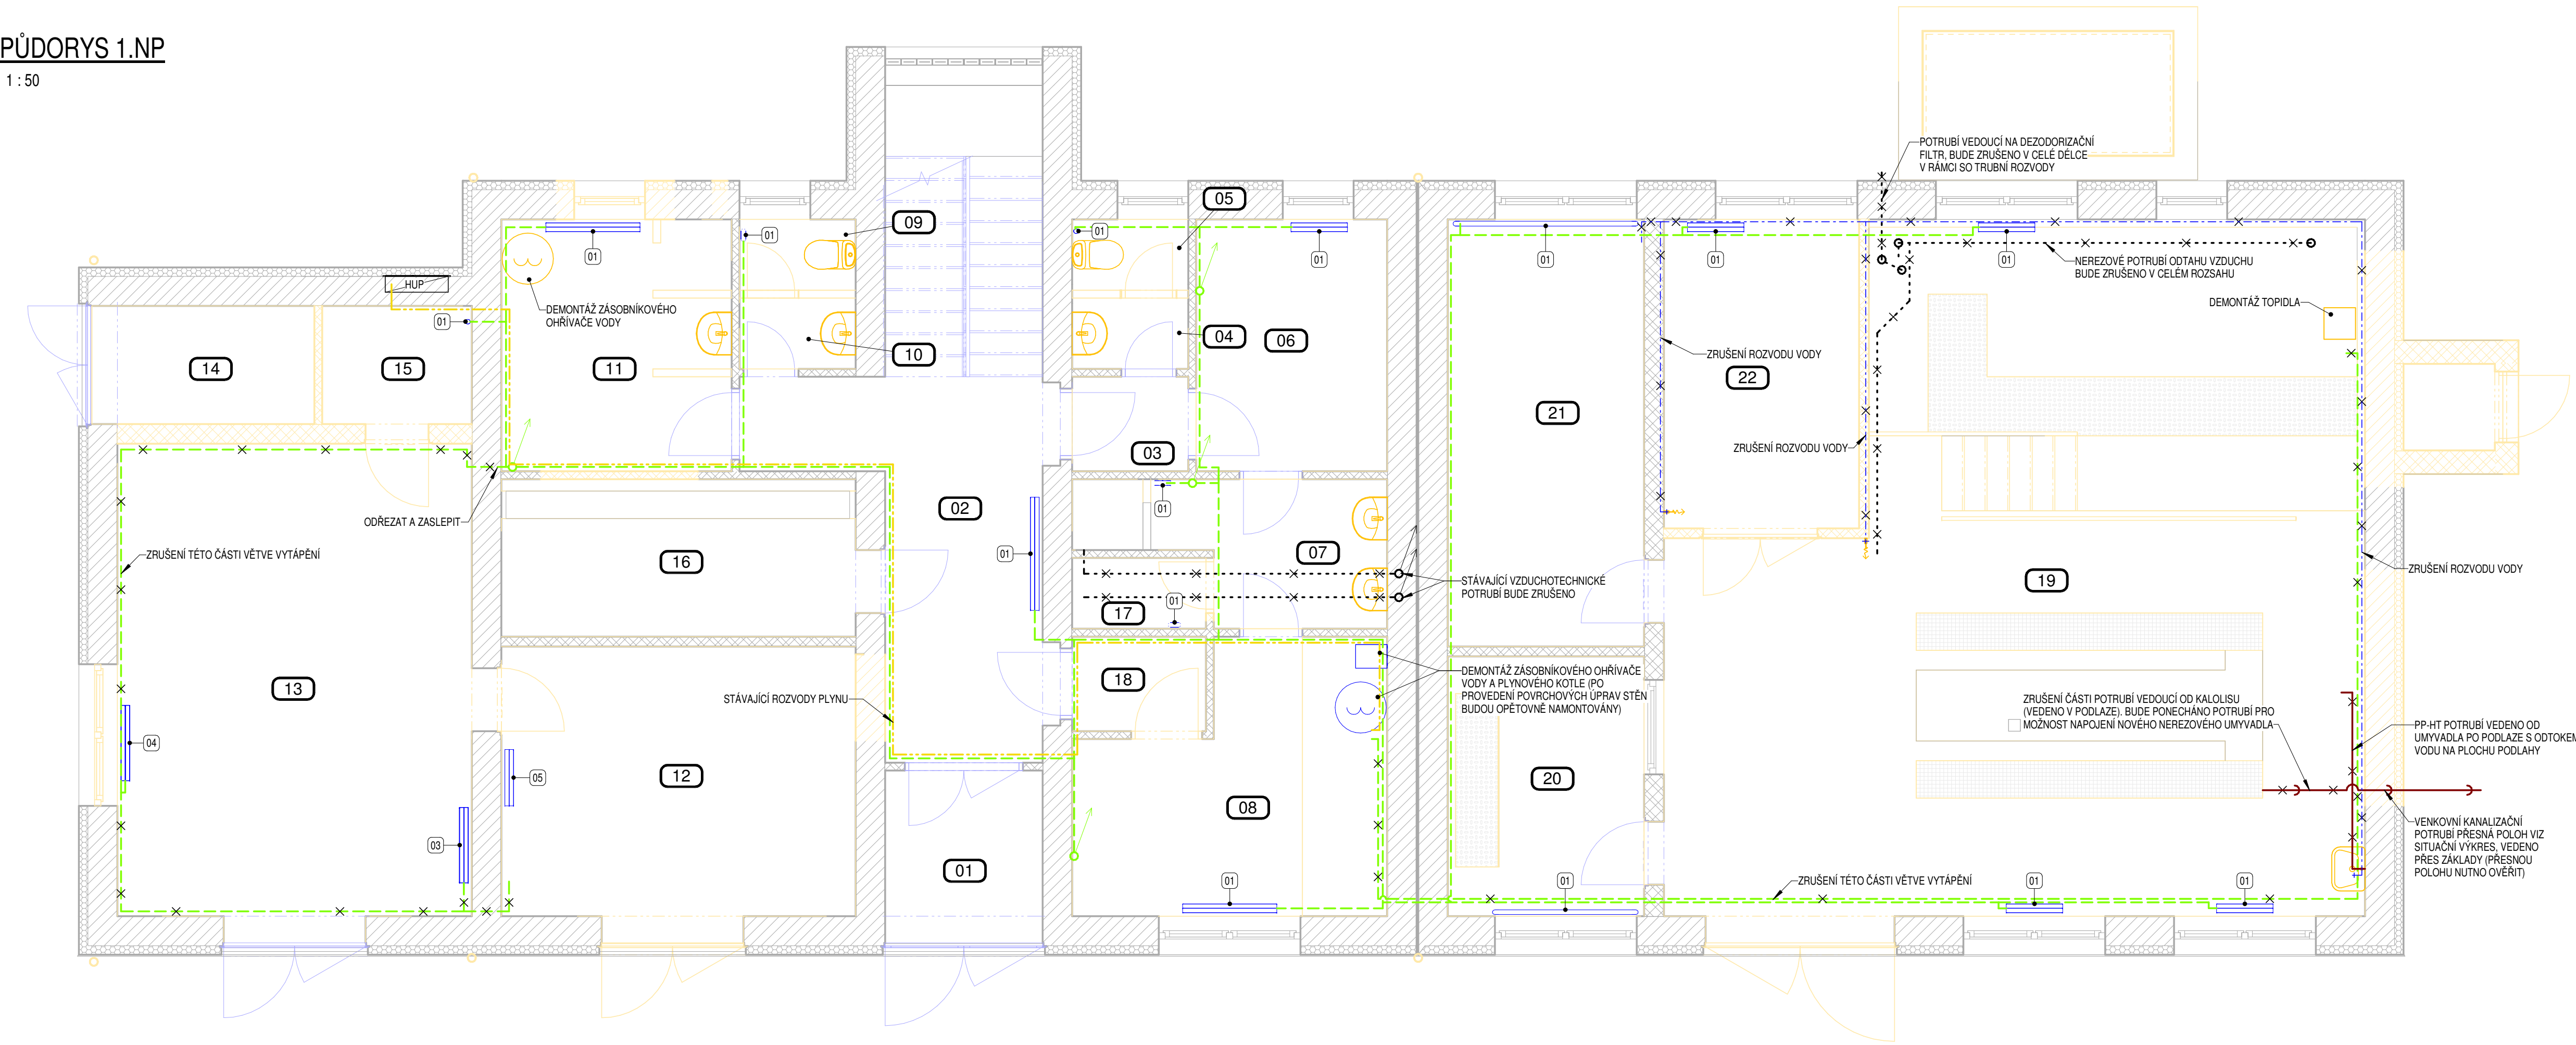 PŮDORYS 1.NP
1 : 50
POTRUBÍ VEDOUCÍ NA DEZODORIZAČNÍ
FILTR, BUDE ZRUŠENO V CELÉ DÉLCE
V RÁMCI SO TRUBNÍ ROZVODY
05
09
01
01
01
01
01
01
01
NEREZOVÉ POTRUBÍ ODTAHU VZDUCHU
BUDE ZRUŠENO V CELÉM ROZSAHU
HUP
DEMONTÁŽ TOPIDLA
DEMONTÁŽ ZÁSOBNÍKOVÉHO
OHŘÍVAČE VODY
01
04
06
10
ZRUŠENÍ ROZVODU VODY
14
15
11
22
21
ZRUŠENÍ ROZVODU VODY
03
02
01
ODŘEZAT A ZASLEPIT
ZRUŠENÍ TÉTO ČÁSTI VĚTVE VYTÁPĚNÍ
01
07
16
ZRUŠENÍ ROZVODU VODY
STÁVAJÍCÍ VZDUCHOTECHNICKÉ
POTRUBÍ BUDE ZRUŠENO
19
01
17
18
13
DEMONTÁŽ ZÁSOBNÍKOVÉHO OHŘÍVAČE
VODY A PLYNOVÉHO KOTLE (PO
PROVEDENÍ POVRCHOVÝCH ÚPRAV STĚN
BUDOU OPĚTOVNĚ NAMONTOVÁNY)
STÁVAJÍCÍ ROZVODY PLYNU
ZRUŠENÍ ČÁSTI POTRUBÍ VEDOUCÍ OD KALOLISU
(VEDENO V PODLAZE). BUDE PONECHÁNO POTRUBÍ PRO
MOŽNOST NAPOJENÍ NOVÉHO NEREZOVÉHO UMYVADLA
PP-HT POTRUBÍ VEDENO OD
UMYVADLA PO PODLAZE S ODTOKEM
VODU NA PLOCHU PODLAHY
04
05
12
20
08
VENKOVNÍ KANALIZAČNÍ
POTRUBÍ PŘESNÁ POLOH VIZ
SITUAČNÍ VÝKRES, VEDENO
PŘES ZÁKLADY (PŘESNOU
POLOHU NUTNO OVĚŘIT)
03
01
01
01
ZRUŠENÍ TÉTO ČÁSTI VĚTVE VYTÁPĚNÍ
01
01